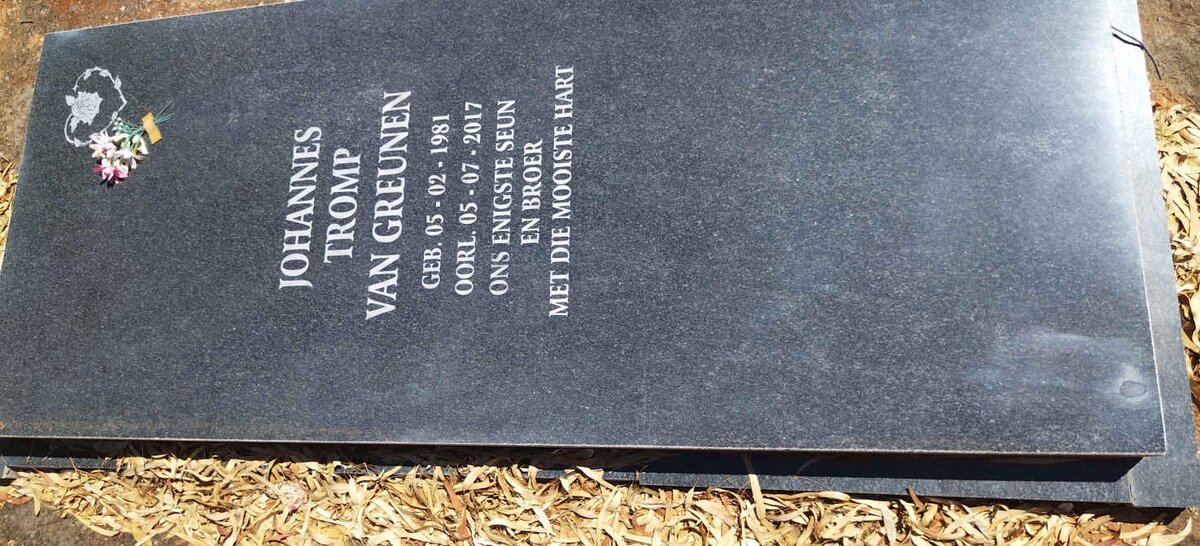 JOHANNES
TROMP
VAN GREUNEN
GEB. 05 - 02 - 1981
OORL. 05 - 07 - 2017
ONS ENIGSTE SEUN
EN BROER
MET DIE MOOISTE HART